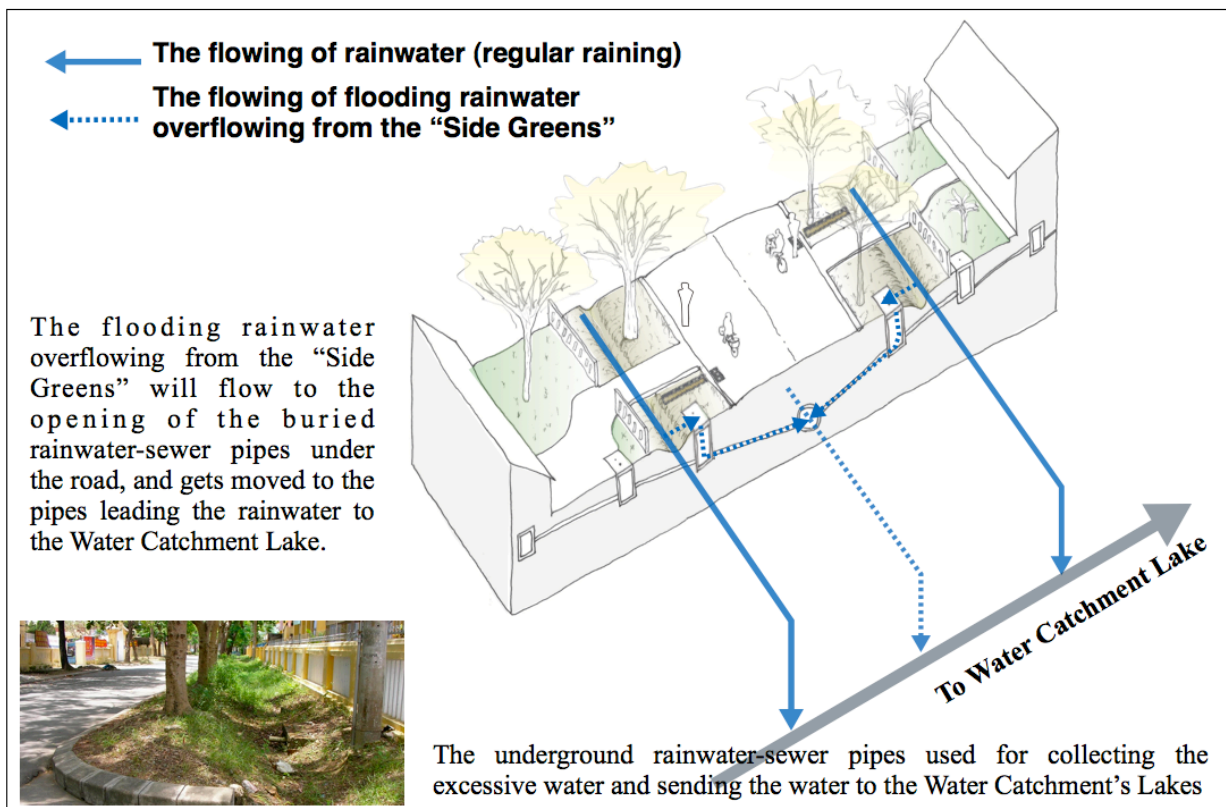 The flowing of rainwater (regular raining)
The flowing of flooding rainwater
overflowing from the “Side Greens”
The flooding rainwater
overflowing from the “Side
Greens” will flow to the
opening of the buried
rainwater-sewer pipes under
the road, and gets moved to the
pipes leading the rainwater to
the Water Catchment Lake.
To Water Catchment Lake
The underground rainwater-sewer pipes used for collecting the
excessive water and sending the water to the Water Catchment’s Lakes